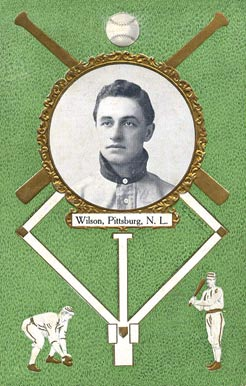 Wilson, Pittsburg, N. L.